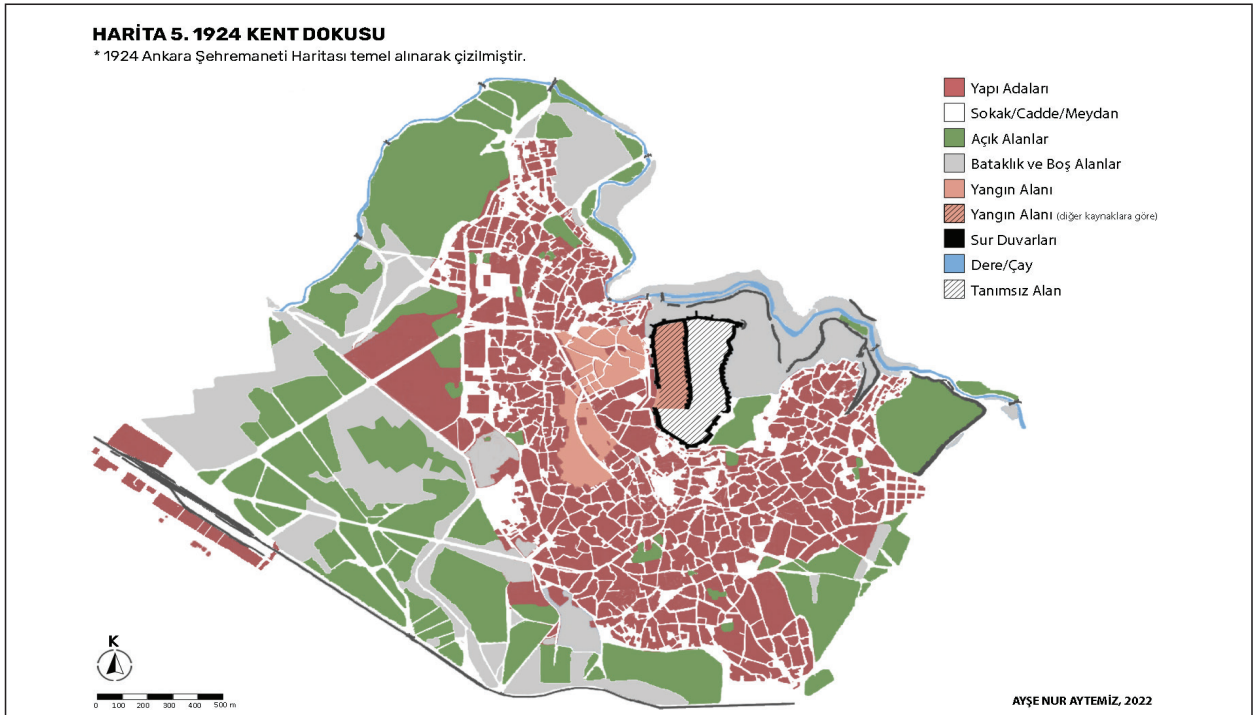 HARİTA 5. 1924 KENT DOKUSU
* 1924 Ankara Şehremaneti Haritası temel alınarak çizilmiştir.
Yapı Adaları
Sokak/Cadde/Meydan
Açık Alanlar
Bataklık ve Boş Alanlar
Yangın Alanı
Yangın Alanı (diğer kaynaklara göre)
Sur Duvarları
Dere/Çay
Tanımsız Alan
K
0 100 200 300 400 500 m
AYŞE NUR AYTEMİZ, 2022